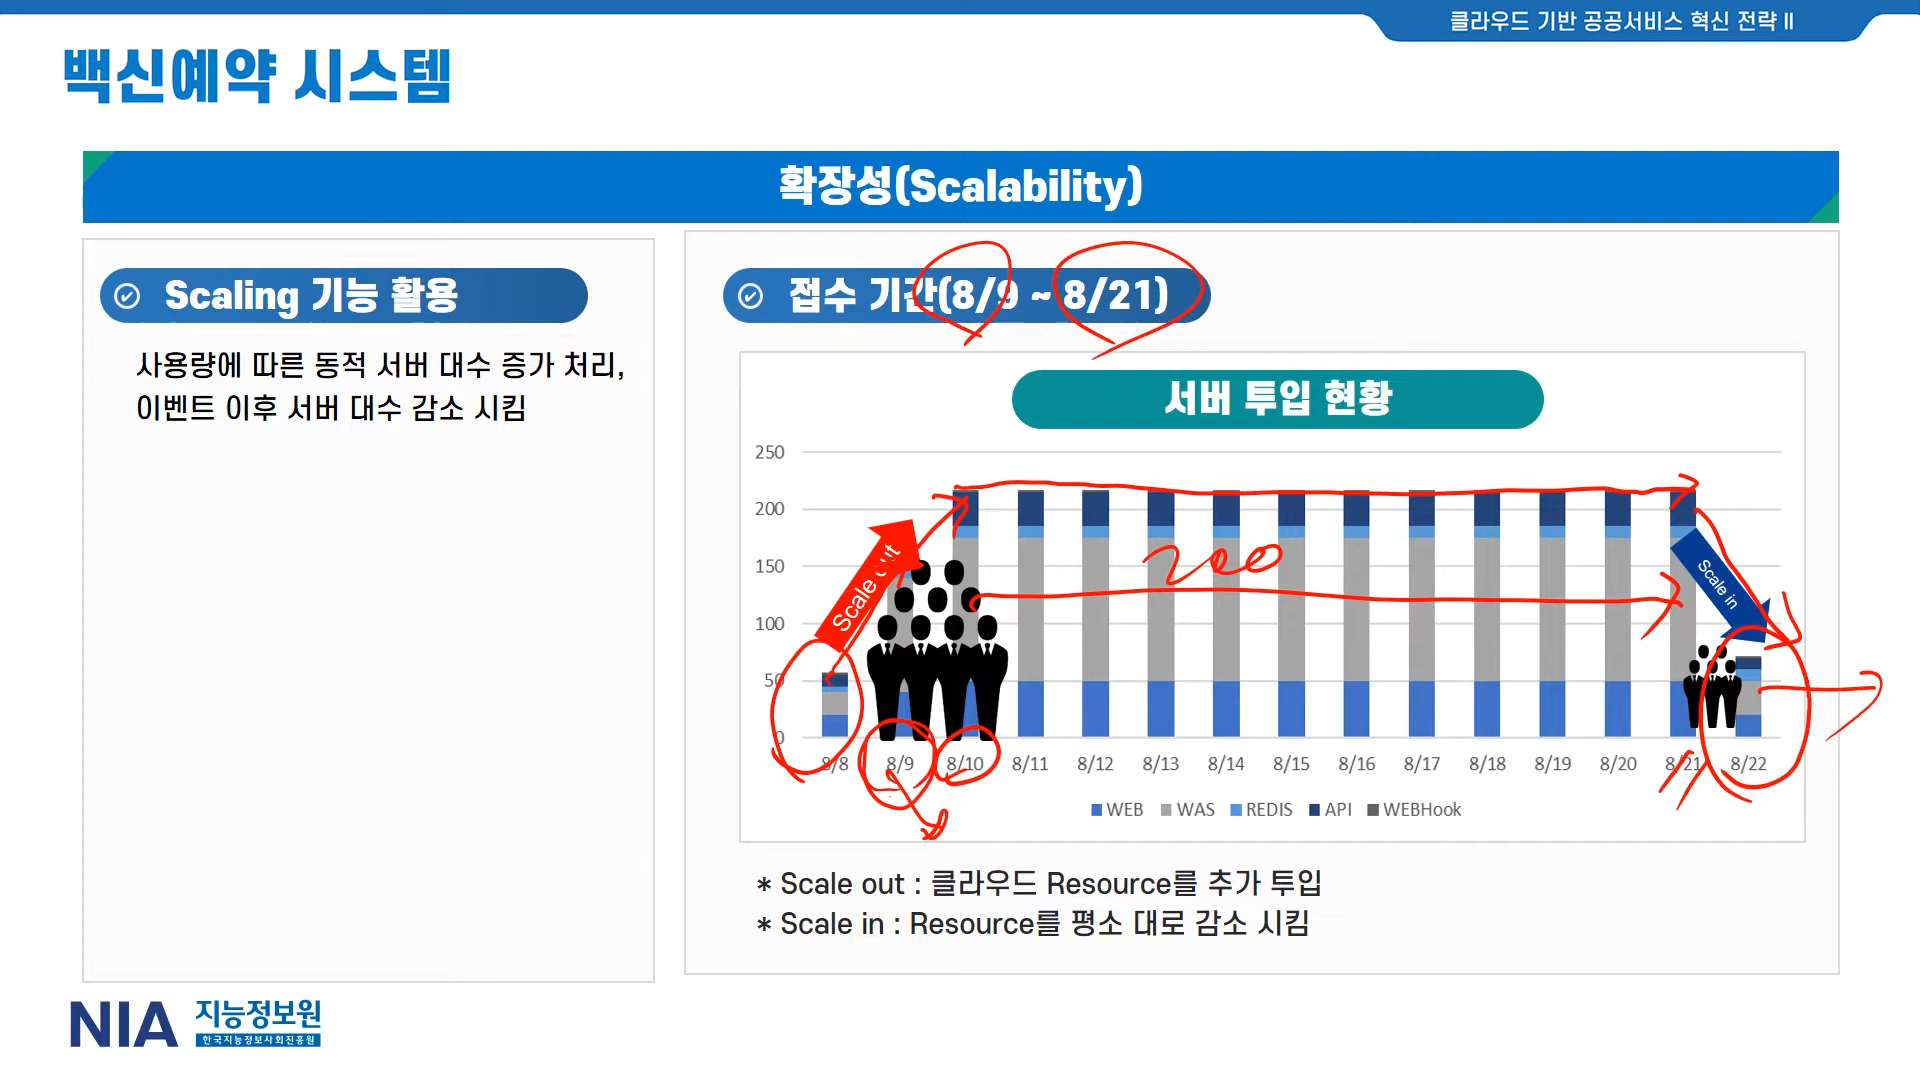 클라우드 기반 공공서비스 혁신 전략 II
백신예약 시스템
확장성(Scalability)
Scaling 기능 활용
사용량에 따른 동적 서버 대수 증가 처리,
이벤트 이후 서버 대수 감소 시킴
접수 기간(8/9 ~ 8/21)
서버 투입 현황
250
200
150
100
50
0
Scale out
200
Scale in
8/8 8/9 8/10 8/11 8/12 8/13 8/14 8/15 8/16 8/17 8/18 8/19 8/20 8/21 8/22
WEB WAS REDIS API WEBHook
* Scale out : 클라우드 Resource를 추가 투입
* Scale in : Resource를 평소 대로 감소 시킴
NIA 지능정보원
한국지능정보사회진흥원